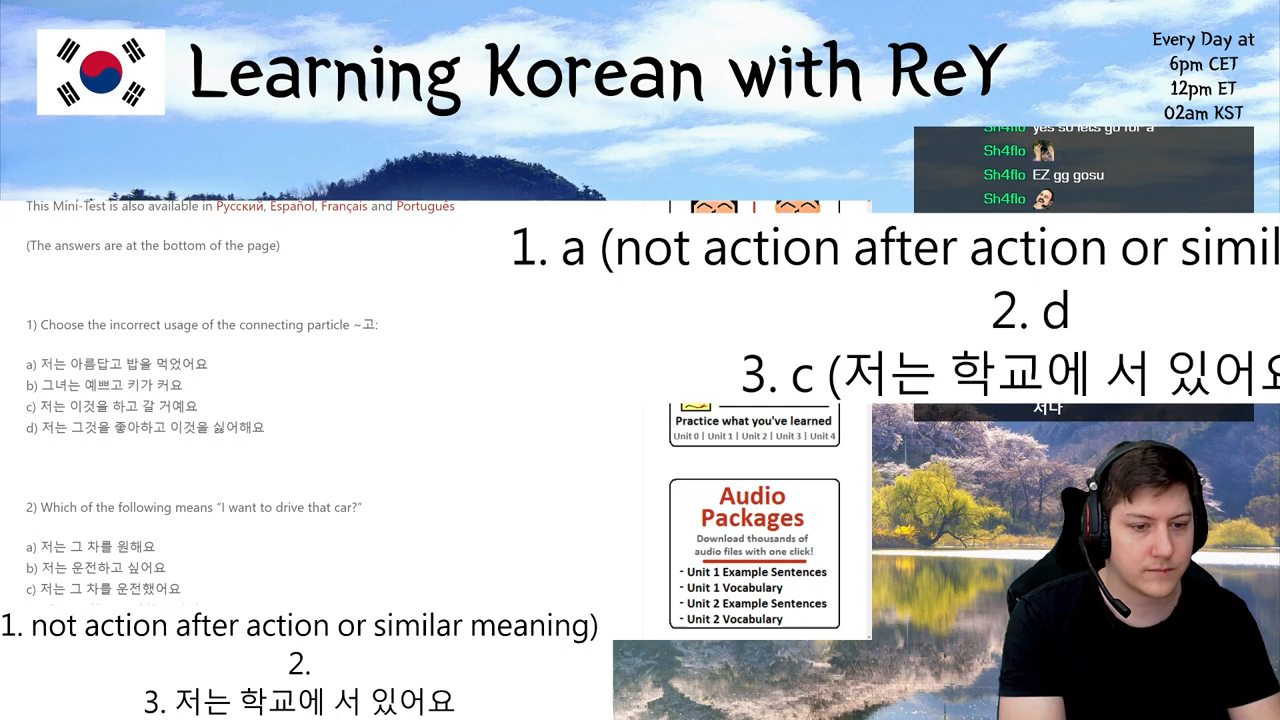 Learning Korean with ReY
Every Day at
6pm CET
12pm ET
02am KST
Sh4flo yes so lets go for a
Sh4flo
Sh4flo EZ gg gosu
Sh4flo
This Mini-Test is also available in Русский, Español, Français and Português
(The answers are at the bottom of the page)
1. a (not action after action or simil
2. d
3. c (저는 학교에 서 있어요
1) Choose the incorrect usage of the connecting particle ~고:
a) 저는 아름답고 밥을 먹었어요
b) 그녀는 예쁘고 키가 커요
c) 저는 이것을 하고 갈 거예요
d) 저는 그것을 좋아하고 이것을 싫어해요
Practice what you've learned
Unit 0 | Unit 1 | Unit 2 | Unit 3 | Unit 4
2) Which of the following means “I want to drive that car?”
a) 저는 그 차를 원해요
b) 저는 운전하고 싶어요
c) 저는 그 차를 운전했어요
Audio
Packages
Download thousands of
audio files with one click!
- Unit 1 Example Sentences
- Unit 1 Vocabulary
- Unit 2 Example Sentences
- Unit 2 Vocabulary
1. not action after action or similar meaning)
2.
3. 저는 학교에 서 있어요